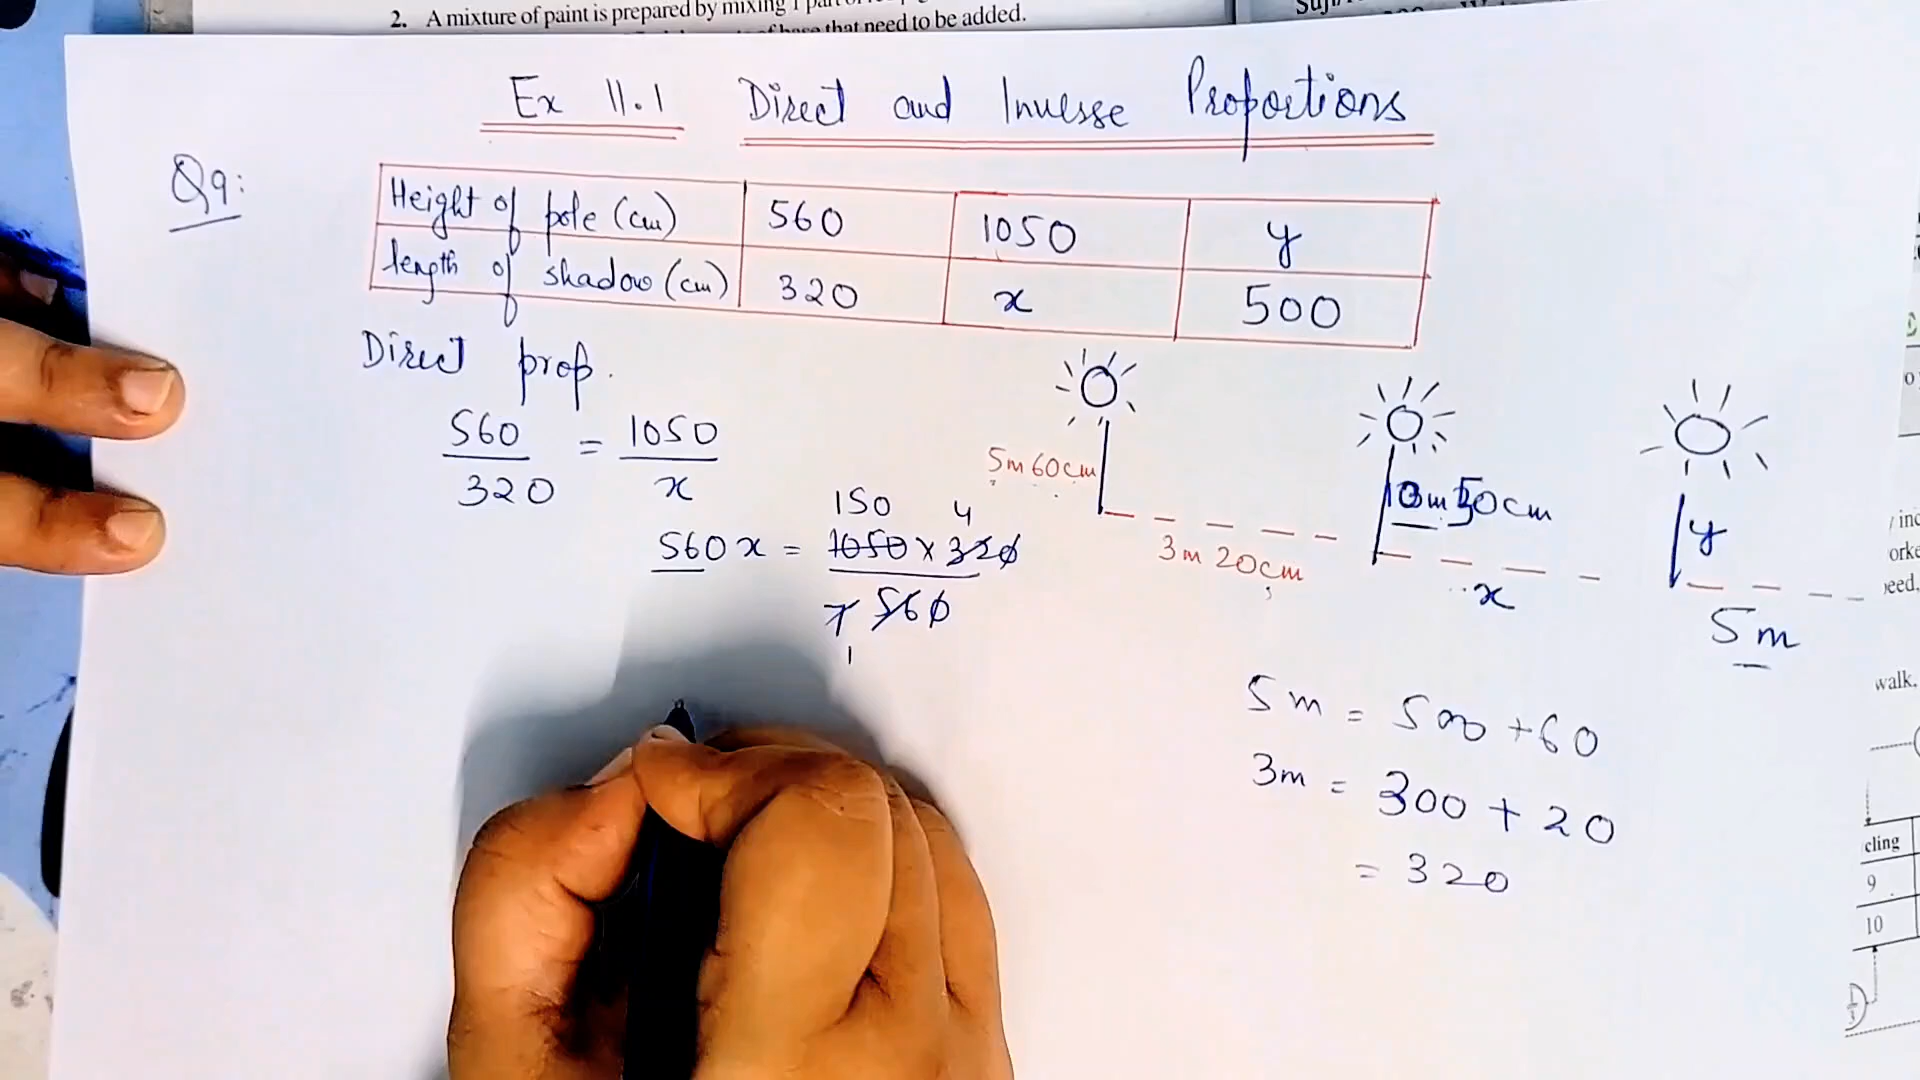 2. A mixture of paint is prepared by mixing 1 part
that need to be added.
Ex 11.1 Direct and Inverse Proportions
Q9:
Height of pole (cm) 560 1050 y
length of shadow (cm) 320 x 500
Direct prop.
560/320 = 1050/x
150 4
560x = 1050 × 320
7 560
1
5m 60cm
3m 20cm
10m 50cm
x
y
5m
5m = 500 + 60
3m = 300 + 20
= 320
walk.
cling
9
10